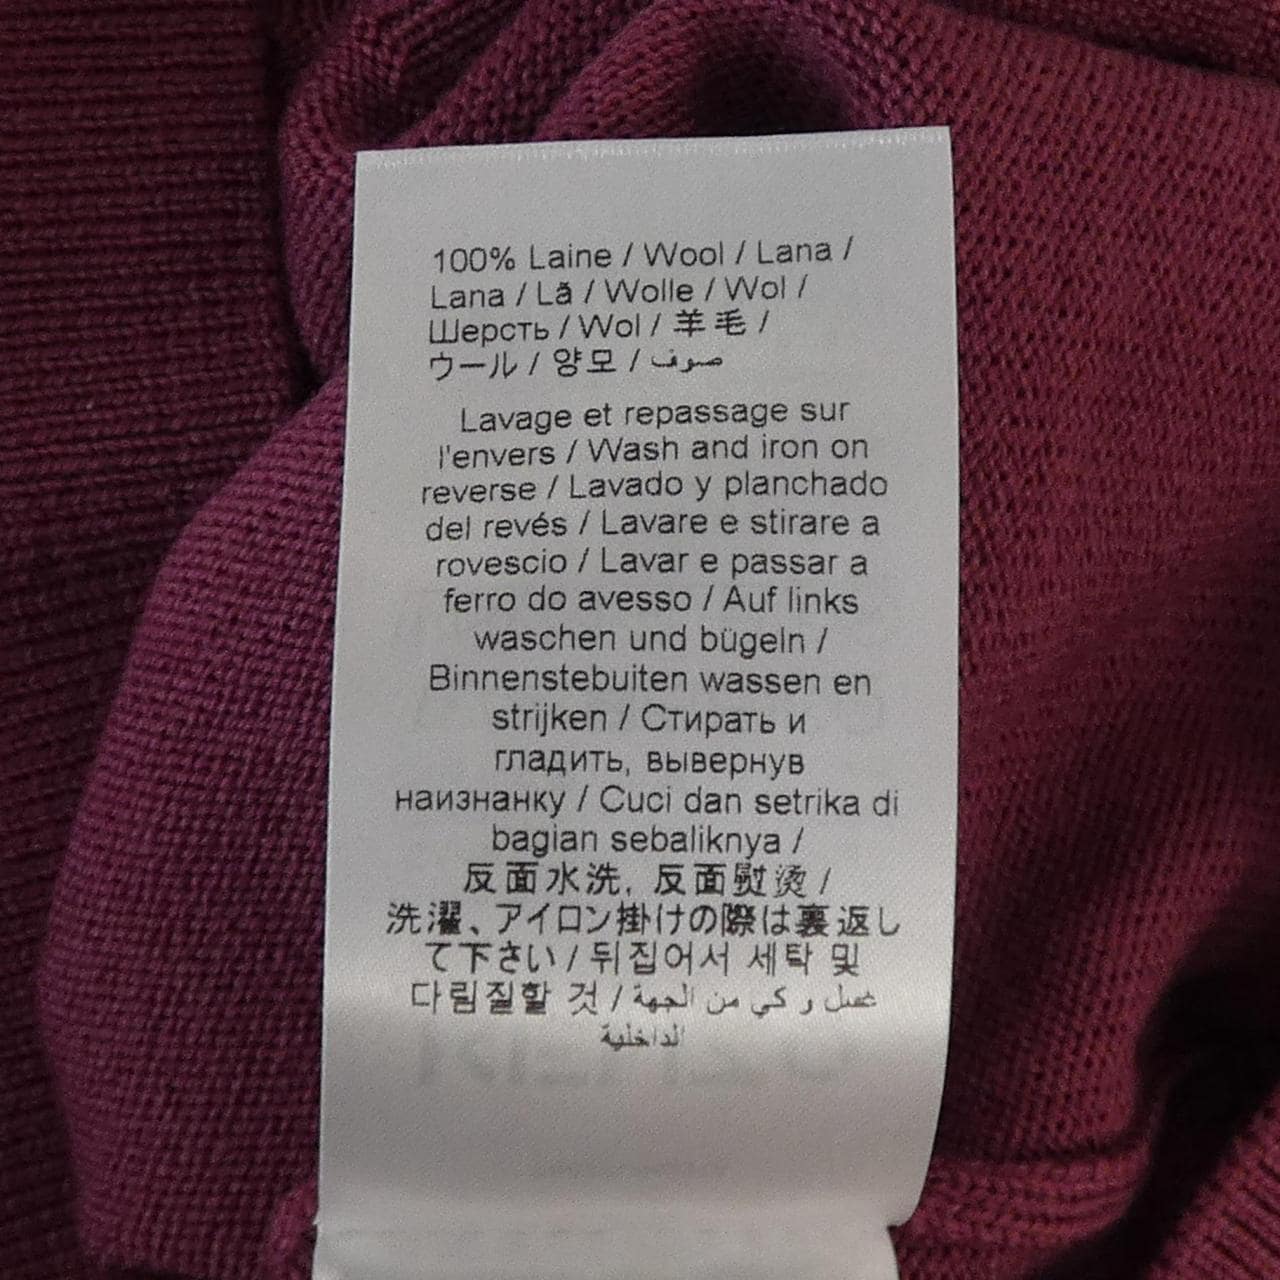 100% Laine / Wool / Lana /
Lana / Lã / Wolle / Wol /
Шерсть / Wol / 羊毛 /
ウール / 양모 / صوف
Lavage et repassage sur
l'envers / Wash and iron on
reverse / Lavado y planchado
del revés / Lavare e stirare a
rovescio / Lavar e passar a
ferro do avesso / Auf links
waschen und bügeln /
Binnenstebuiten wassen en
strijken / Стирать и
гладить, вывернув
наизнанку / Cuci dan setrika di
bagian sebaliknya /
反面水洗, 反面熨烫 /
洗濯、アイロン掛けの際は裏返し
て下さい / 뒤집어서 세탁 및
다림질할 것 / غسل و كي من الجهة
الداخلية